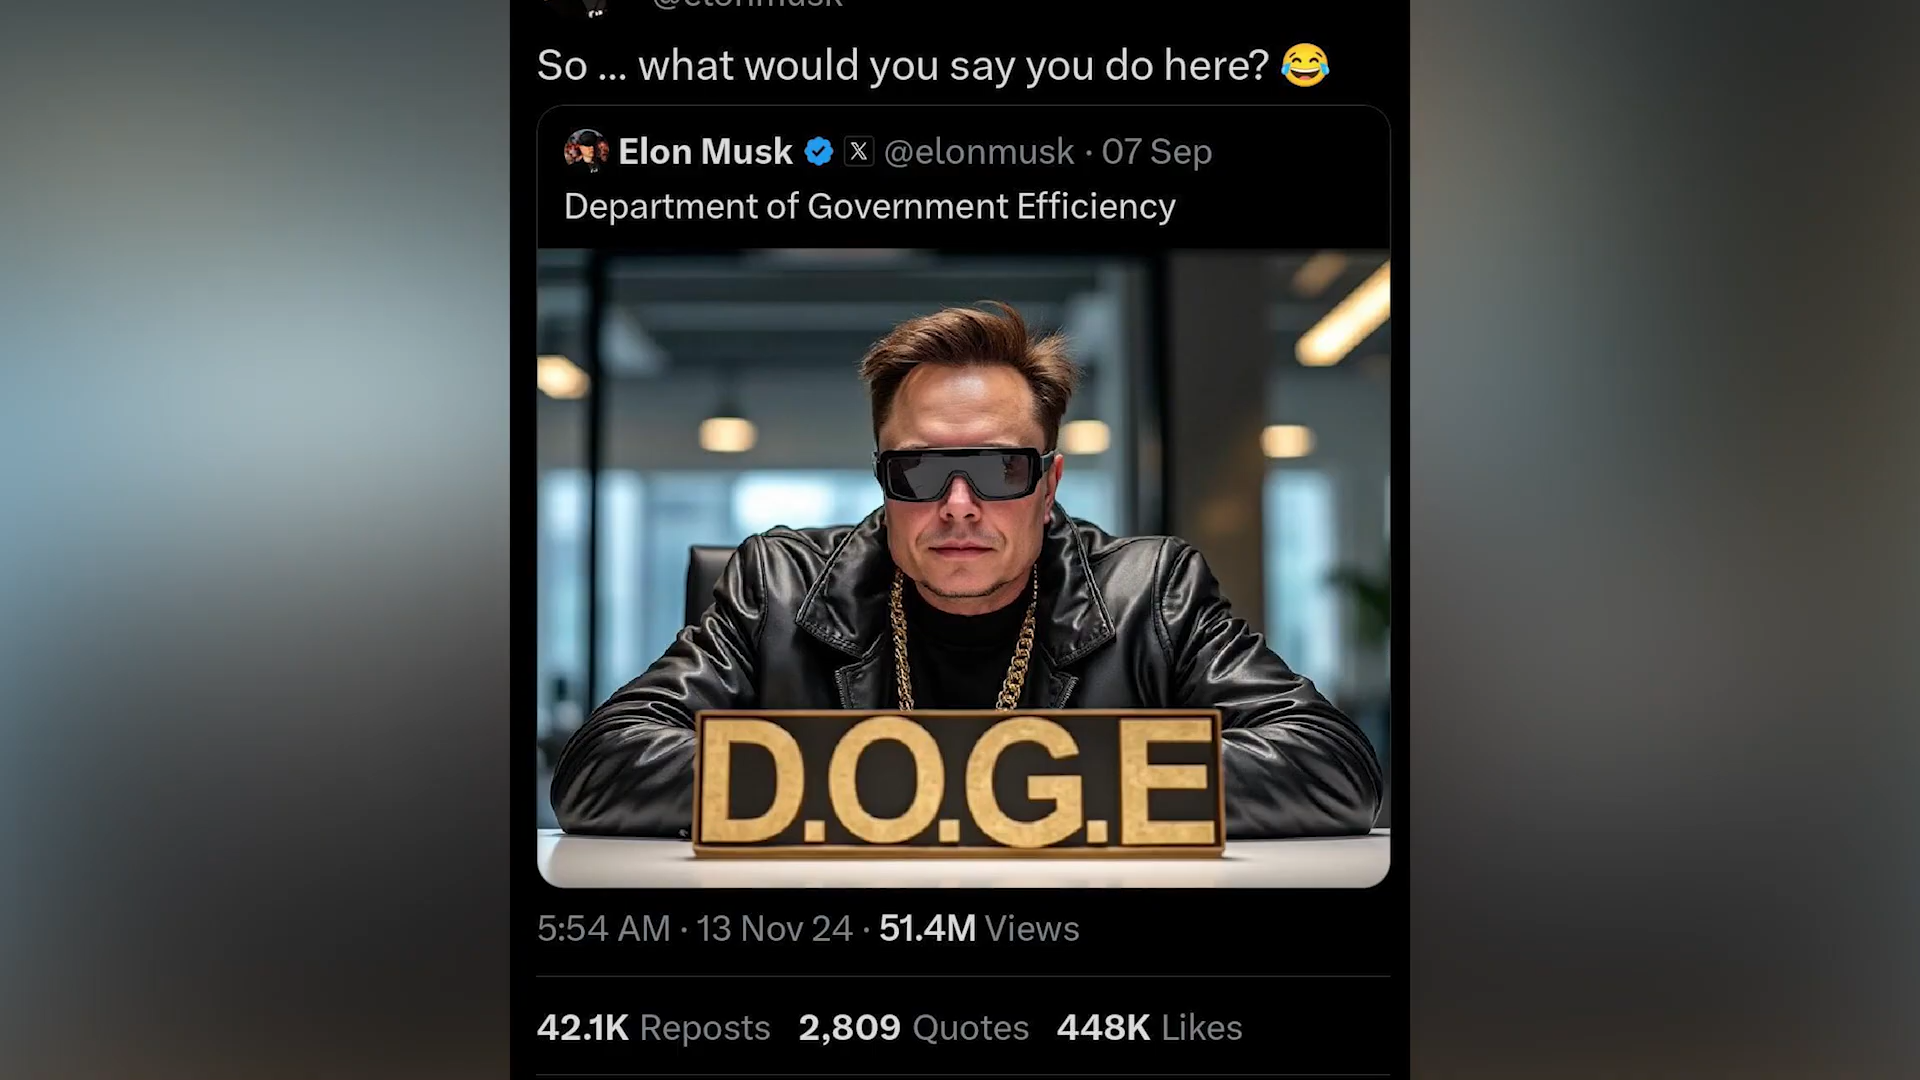 @elonmusk
So ... what would you say you do here? 😂
Elon Musk X @elonmusk · 07 Sep
Department of Government Efficiency
D.O.G.E
5:54 AM · 13 Nov 24 · 51.4M Views
42.1K Reposts 2,809 Quotes 448K Likes